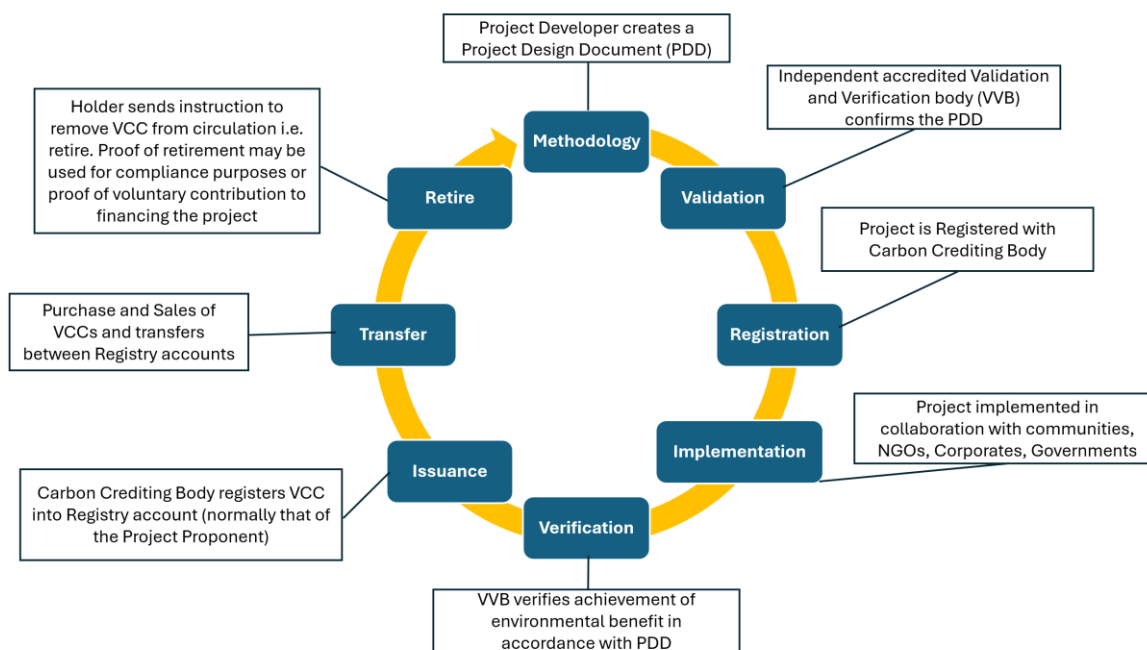 Project Developer creates a
Project Design Document (PDD)
Methodology
Independent accredited Validation
and Verification body (VVB)
confirms the PDD
Validation
Project is Registered with
Carbon Crediting Body
Registration
Project implemented in
collaboration with communities,
NGOs, Corporates, Governments
Implementation
Verification
VVB verifies achievement of
environmental benefit in
accordance with PDD
Issuance
Carbon Crediting Body registers VCC
into Registry account (normally that of
the Project Proponent)
Transfer
Purchase and Sales of
VCCs and transfers
between Registry accounts
Retire
Holder sends instruction to
remove VCC from circulation i.e.
retire. Proof of retirement may be
used for compliance purposes or
proof of voluntary contribution to
financing the project